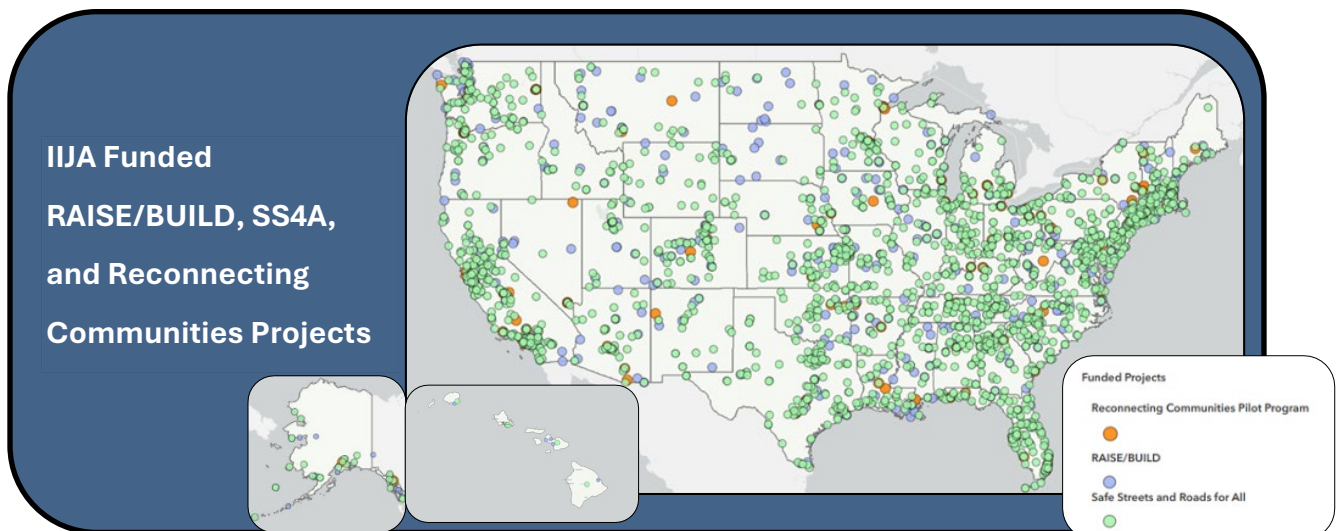 IIJA Funded
RAISE/BUILD, SS4A,
and Reconnecting
Communities Projects
Funded Projects
Reconnecting Communities Pilot Program
RAISE/BUILD
Safe Streets and Roads for All